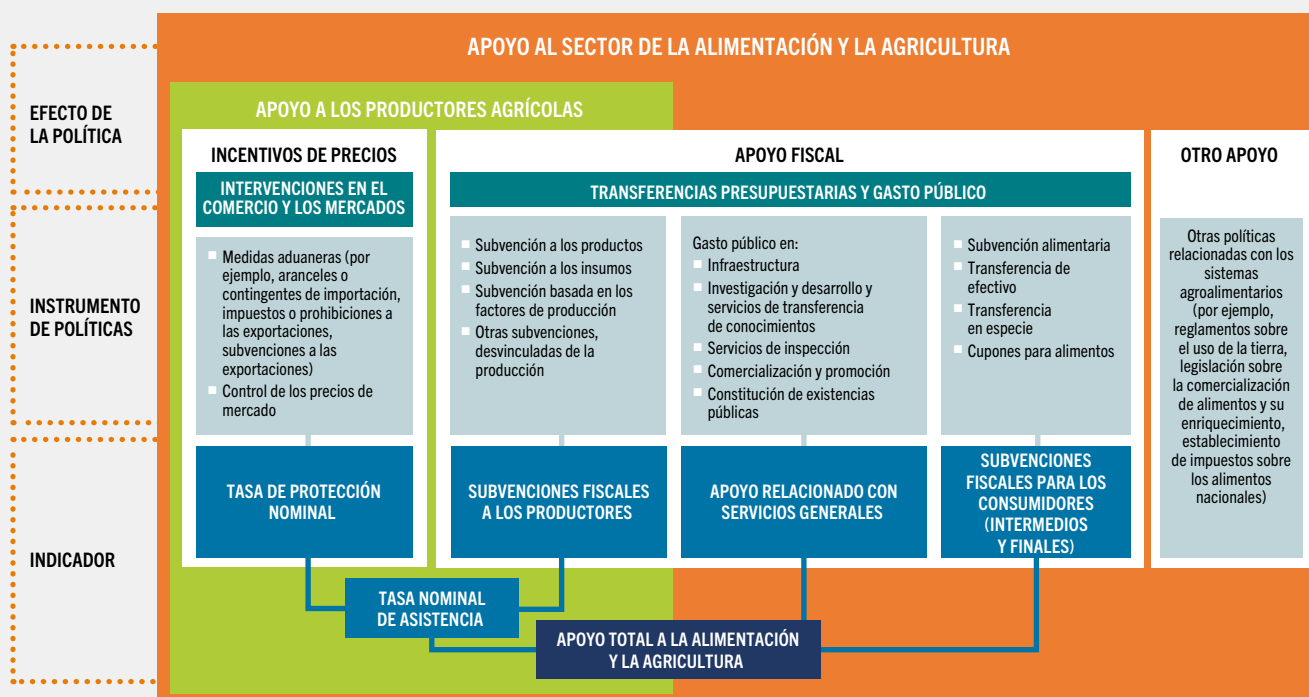 APOYO AL SECTOR DE LA ALIMENTACIÓN Y LA AGRICULTURA
EFECTO DE
LA POLÍTICA
APOYO A LOS PRODUCTORES AGRÍCOLAS
INCENTIVOS DE PRECIOS
INTERVENCIONES EN EL
COMERCIO Y LOS MERCADOS
APOYO FISCAL
TRANSFERENCIAS PRESUPUESTARIAS Y GASTO PÚBLICO
OTRO APOYO
INSTRUMENTO
DE POLÍTICAS
Medidas aduaneras (por
ejemplo, aranceles o
contingentes de importación,
impuestos o prohibiciones a
las exportaciones,
subvenciones a las
exportaciones)
Control de los precios de
mercado
Subvención a los productos
Subvención a los insumos
Subvención basada en los
factores de producción
Otras subvenciones,
desvinculadas de la
producción
Gasto público en:
Infraestructura
Investigación y desarrollo y
servicios de transferencia
de conocimientos
Servicios de inspección
Comercialización y promoción
Constitución de existencias
públicas
Subvención alimentaria
Transferencia de
efectivo
Transferencia
en especie
Cupones para alimentos
Otras políticas
relacionadas con los
sistemas
agroalimentarios
(por ejemplo,
reglamentos sobre
el uso de la tierra,
legislación sobre
la comercialización
de alimentos y su
enriquecimiento,
establecimiento
de impuestos sobre
los alimentos
nacionales)
INDICADOR
TASA DE PROTECCIÓN
NOMINAL
SUBVENCIONES FISCALES
A LOS PRODUCTORES
APOYO RELACIONADO CON
SERVICIOS GENERALES
SUBVENCIONES
FISCALES PARA LOS
CONSUMIDORES
(INTERMEDIOS
Y FINALES)
TASA NOMINAL
DE ASISTENCIA
APOYO TOTAL A LA ALIMENTACIÓN
Y LA AGRICULTURA